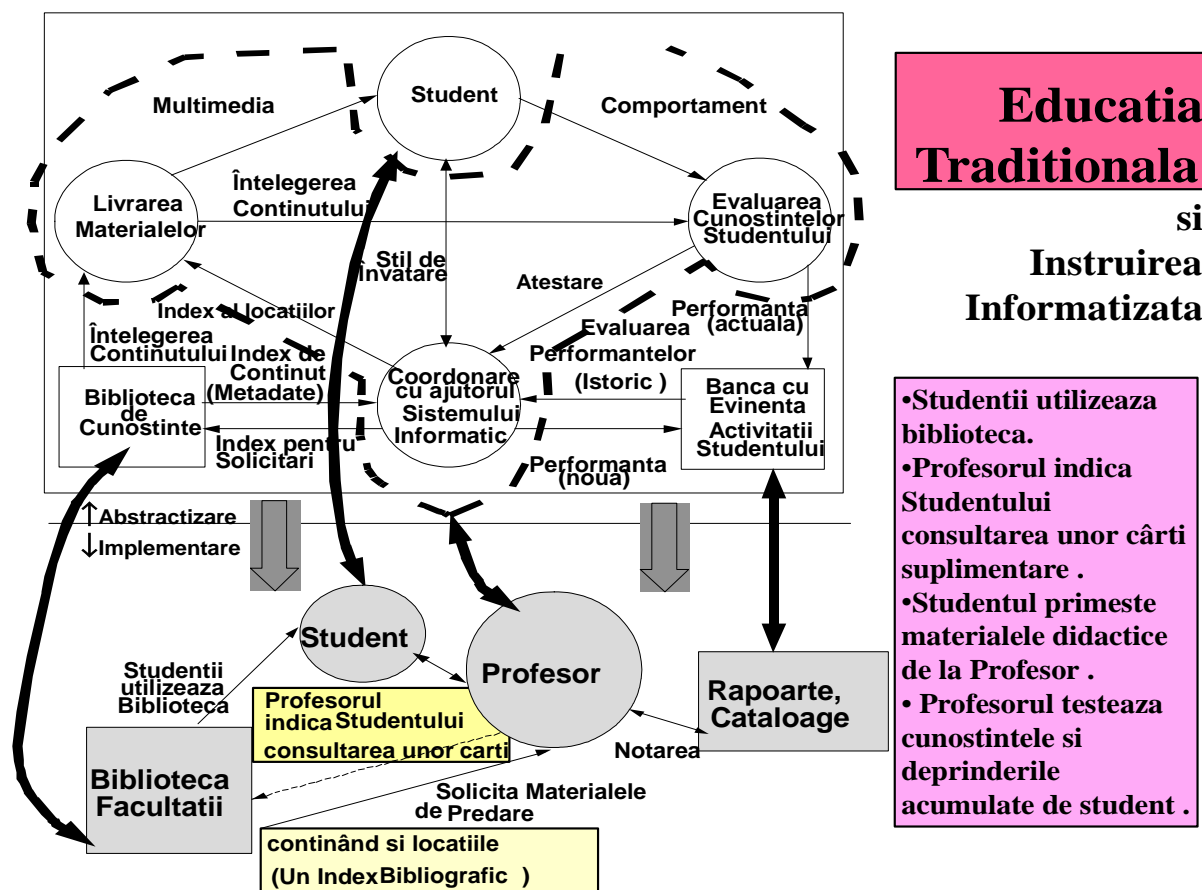 Multimedia
Student
Comportament
Livrarea
Materialelor
Întelegerea
Continutului
Evaluarea
Cunostintelor
Studentului
Stil de
Învatare
Atestare
Index al locatiilor
Performanta
(actuala)
Întelegerea
Continutului
Index de
Continut
(Metadate)
Evaluarea
Performantelor
(Istoric )
Biblioteca
de
Cunostinte
Coordonare
cu ajutorul
Sistemului
Informatic
Banca cu
Evinenta
Activitatii
Studentului
Index pentru
Solicitari
Performanta
(noua)
↑Abstractizare
↓Implementare
Student
Profesor
Studentii
utilizeaza
Biblioteca
Profesorul
indica Studentului
consultarea unor carti
Rapoarte,
Cataloage
Notarea
Biblioteca
Facultatii
Solicita Materialele
de Predare
continând si locatiile
(Un Index Bibliografic )
Educatia
Traditionala
si
Instruirea
Informatizata
•Studentii utilizeaza
biblioteca.
•Profesorul indica
Studentului
consultarea unor cârti
suplimentare .
•Studentul primeste
materialele didactice
de la Profesor .
• Profesorul testeaza
cunostintele si
deprinderile
acumulate de student .